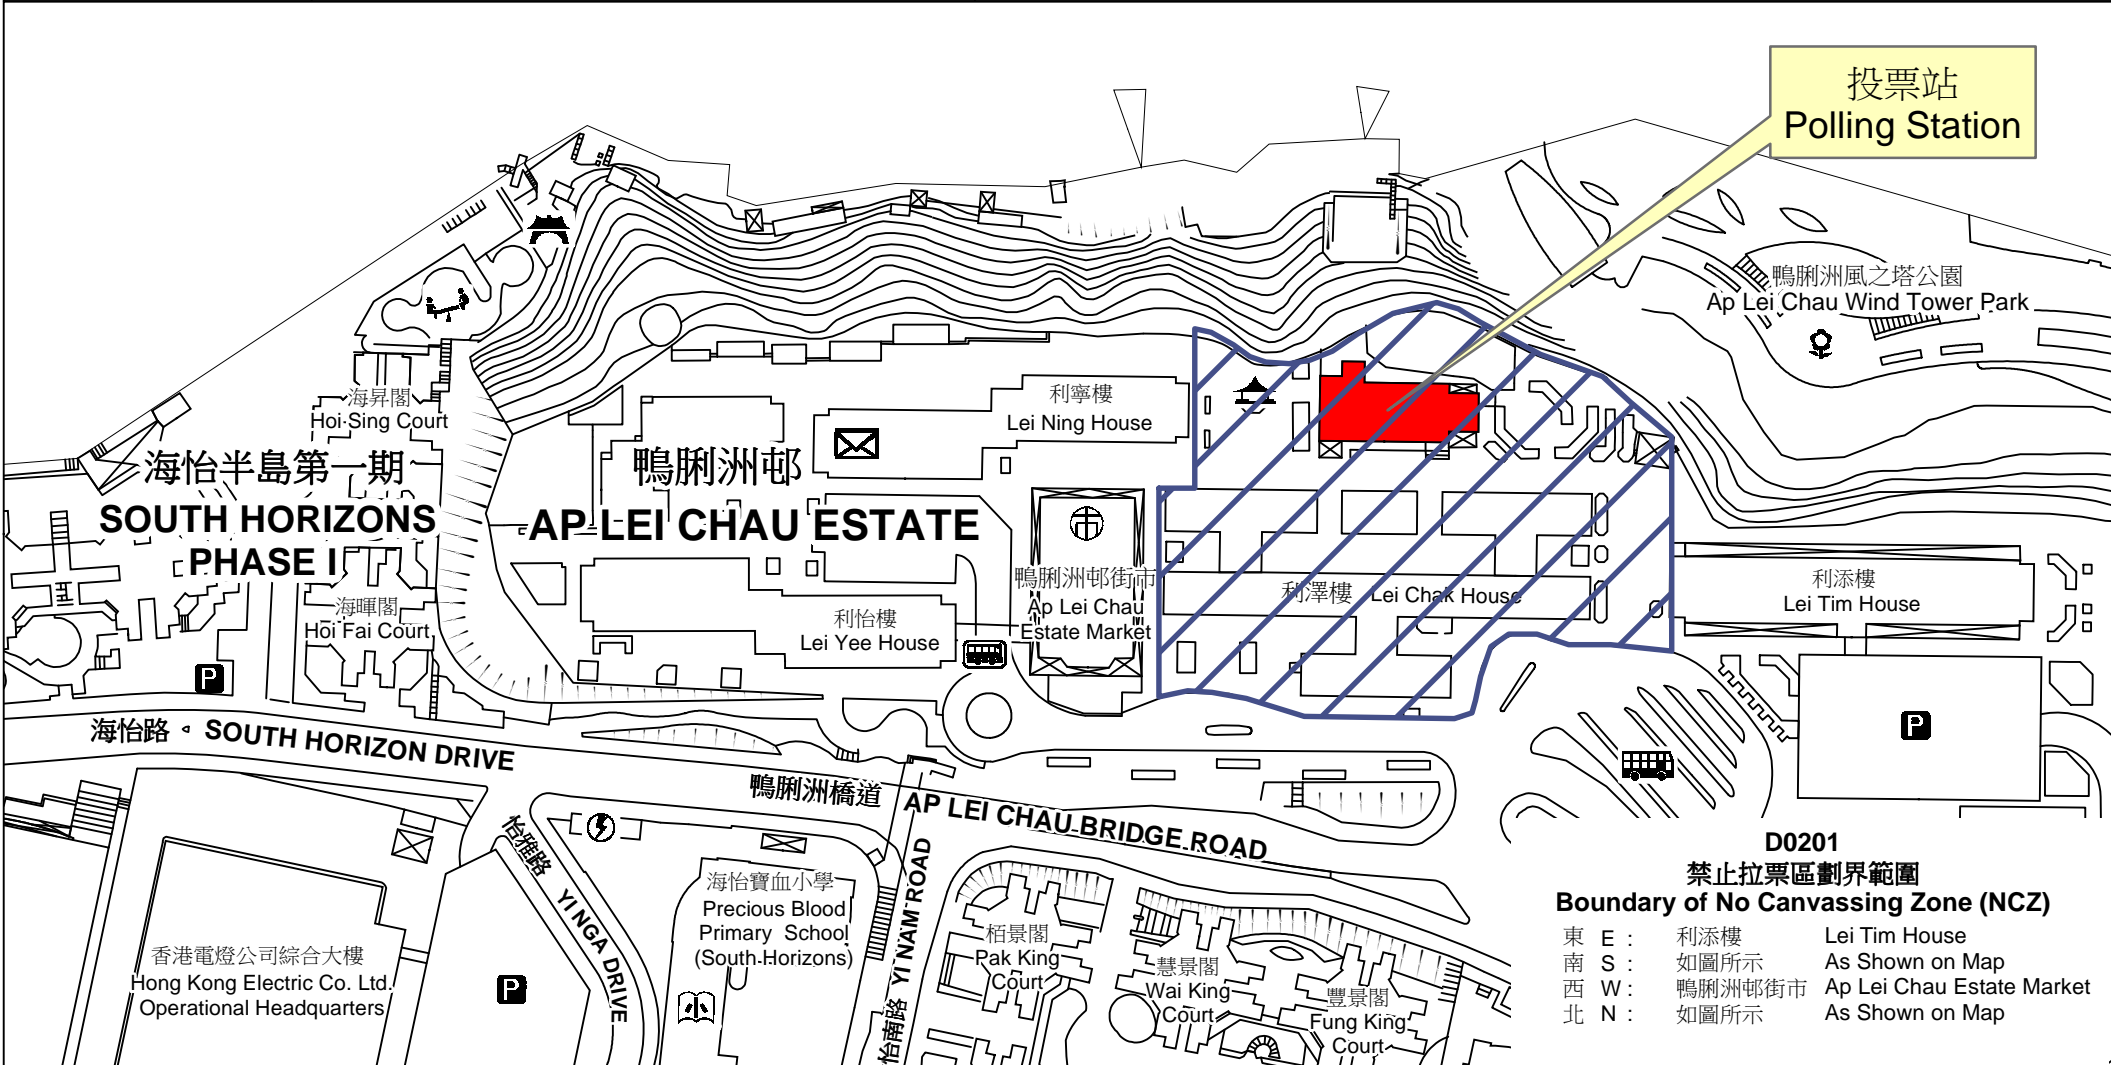 投票站
Polling Station
鴨脷洲風之塔公園
Ap Lei Chau Wind Tower Park
海昇閣
Hoi Sing Court
利寧樓
Lei Ning House
海怡半島第一期
SOUTH HORIZONS
PHASE I
鴨脷洲邨
AP LEI CHAU ESTATE
市
鴨脷洲邨街市
Ap Lei Chau
Estate Market
利澤樓 Lei Chak House
利添樓
Lei Tim House
海暉閣
Hoi Fai Court
利怡樓
Lei Yee House
P
P
海怡路 SOUTH HORIZON DRIVE
鴨脷洲橋道 AP LEI CHAU BRIDGE ROAD
怡雅路 YI NGA DRIVE
怡南路 YI NAM ROAD
海怡寶血小學
Precious Blood
Primary School
(South Horizons)
小
P
香港電燈公司綜合大樓
Hong Kong Electric Co. Ltd.
Operational Headquarters
栢景閣
Pak King
Court
慧景閣
Wai King
Court
豐景閣
Fung King
Court
D0201
禁止拉票區劃界範圍
Boundary of No Canvassing Zone (NCZ)
東 E : 利添樓 Lei Tim House
南 S : 如圖所示 As Shown on Map
西 W : 鴨脷洲邨街市 Ap Lei Chau Estate Market
北 N : 如圖所示 As Shown on Map